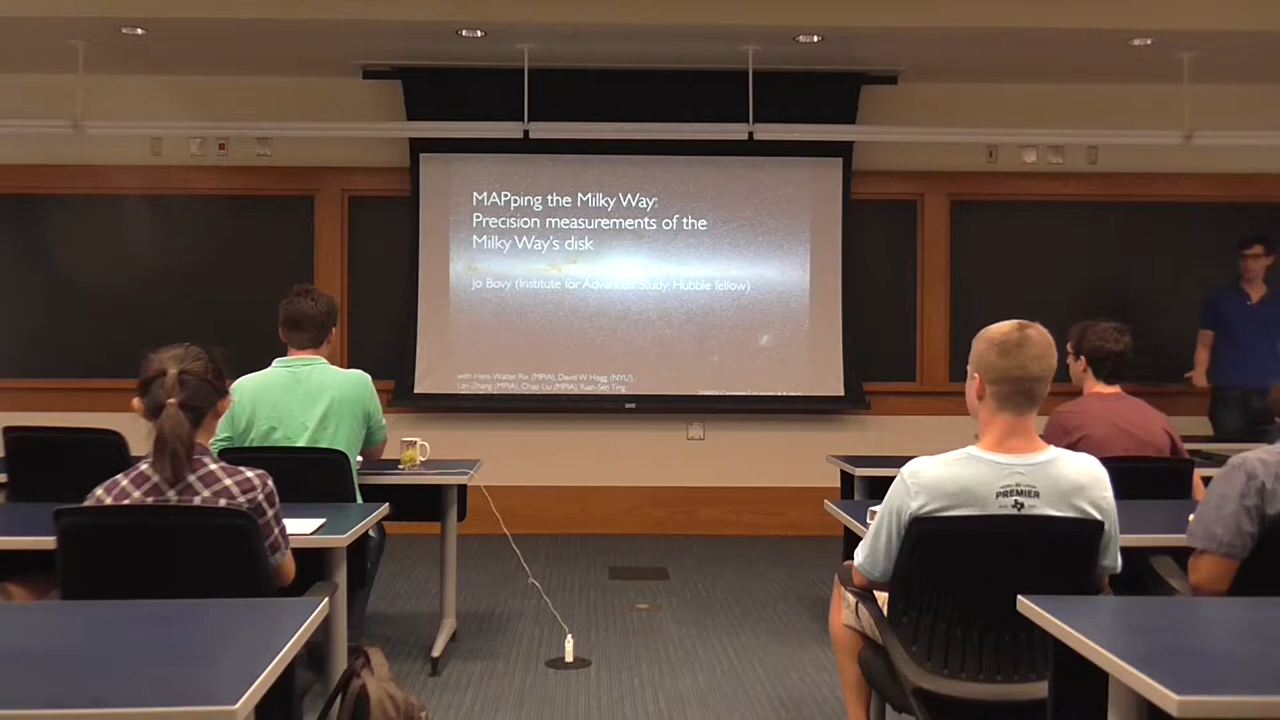 MAPping the Milky Way:
Precision measurements of the
Milky Way's disk
Jo Bovy (Institute for Advanced Study; Hubble fellow)
with Hans-Walter Rix (MPIA), David W. Hogg (NYU),
Lan Zhang (MPIA), Chao Liu (MPIA), Yuan-Sen Ting
PREMIER